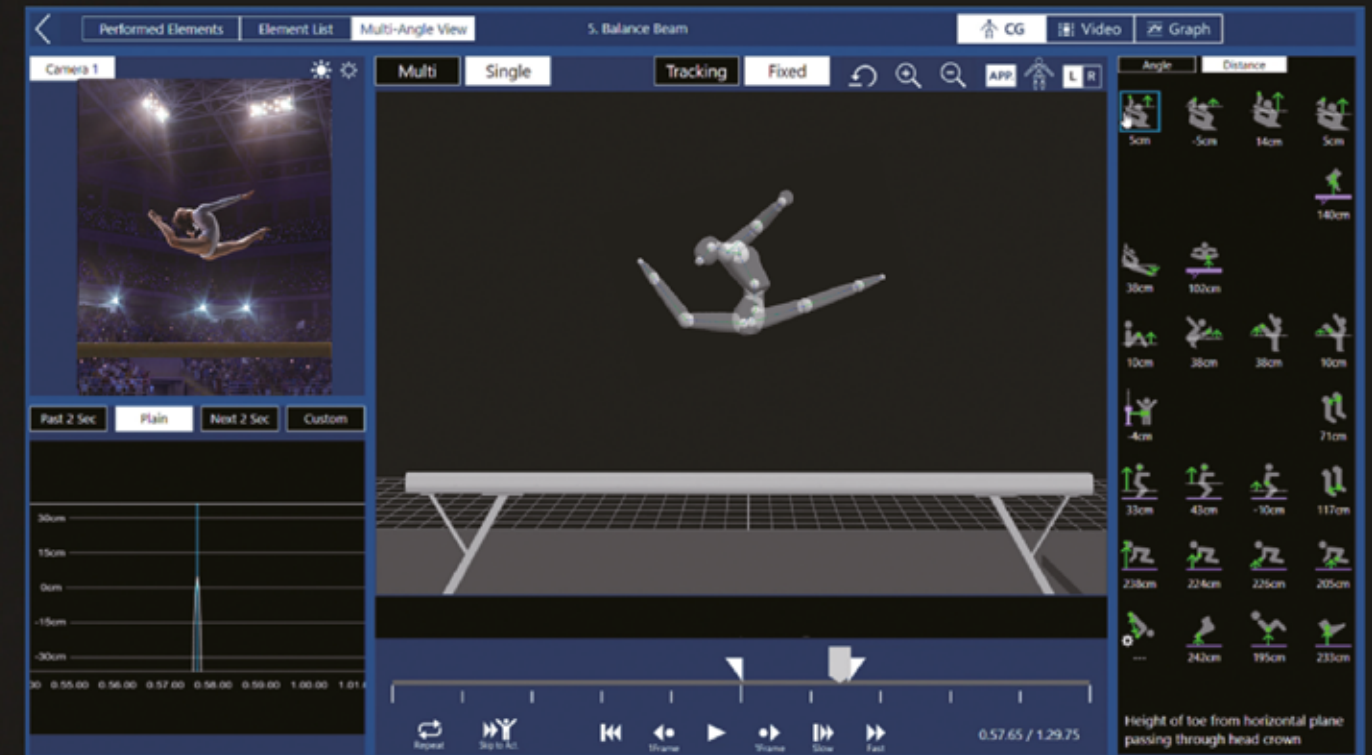 Performed Elements Element List Multi-Angle View 5. Balance Beam CG Video Graph
Camera 1
Multi Single Tracking Fixed APP. L R
Angle Distance
5cm -5cm 14cm 5cm
140cm
38cm 102cm
10cm 38cm 38cm 10cm
-4cm 71cm
33cm 43cm -10cm 117cm
238cm 224cm 226cm 205cm
--- 242cm 195cm 233cm
Height of toe from horizontal plane
passing through head crown
Past 2 Sec Plain Next 2 Sec Custom
30cm
15cm
0cm
-15cm
-30cm
00 0.55.00 0.56.00 0.57.00 0.58.00 0.59.00 1.00.00 1.01.
Repeat Skip to Act. 1Frame 1Frame Slow Fast
0.57.65 / 1.29.75